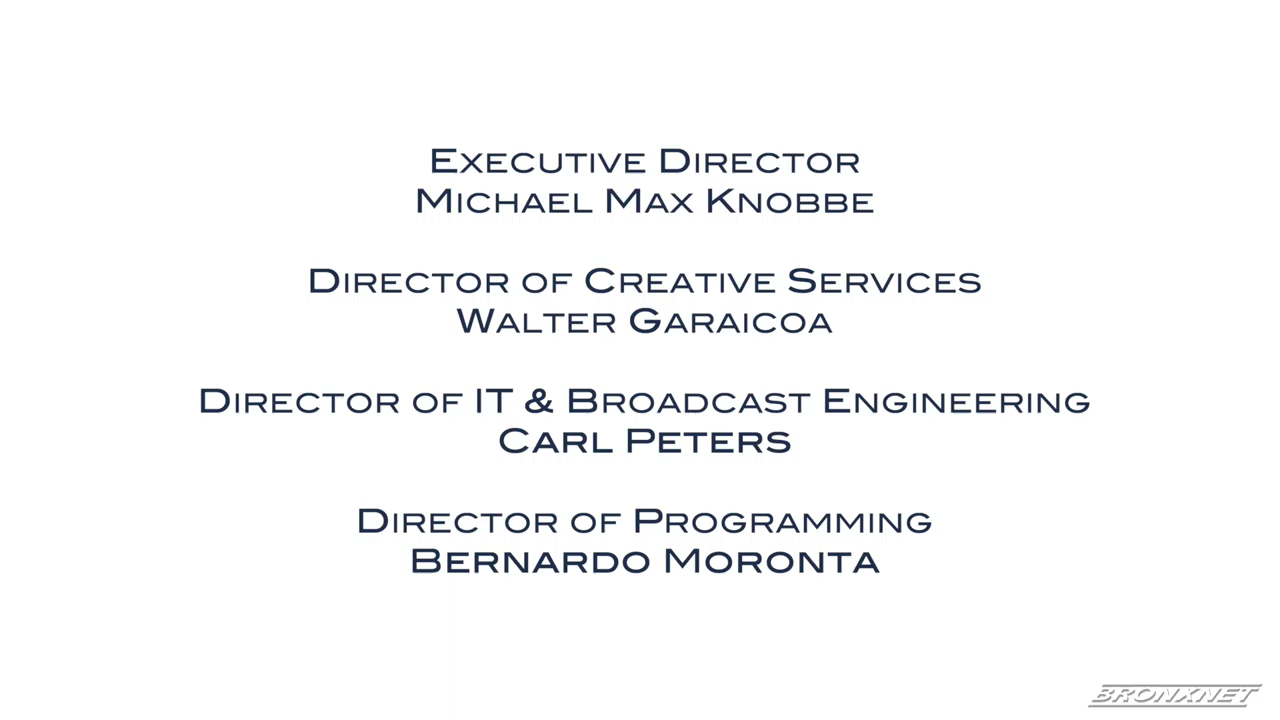 Executive Director
Michael Max Knobbe
Director of Creative Services
Walter Garaicoa
Director of IT & Broadcast Engineering
Carl Peters
Director of Programming
Bernardo Moronta
BRONXNET